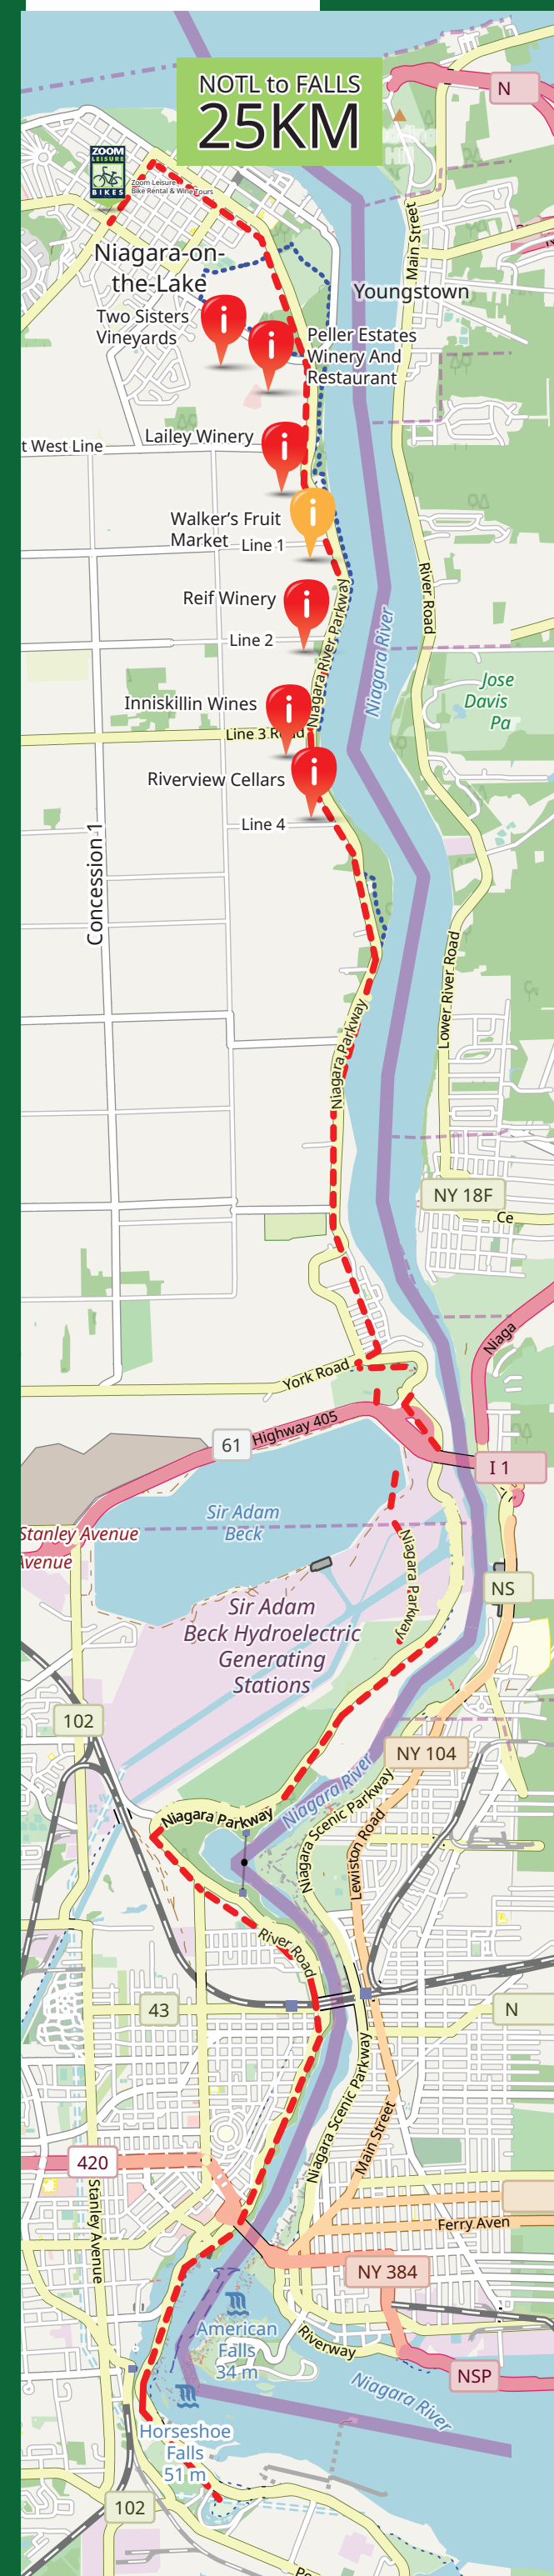 NOTL to FALLS
25KM
N
ZOOM
LEISURE
BIKES
Zoom Leisure
Bike Rental & Wine Tours
Main Street
Niagara-on-
the-Lake
Youngstown
Two Sisters
Vineyards
Peller Estates
Winery And
Restaurant
Lailey Winery
t West Line
Walker's Fruit
Market
Line 1
River Road
Reif Winery
Niagara River Parkway
Niagara River
Line 2
Jose
Davis
Pa
Inniskillin Wines
Line 3 Road
Riverview Cellars
Line 4
Concession 1
Lower River Road
Niagara Parkway
NY 18F
Ce
Niaga
York Road
Highway 405
61
I 1
Sir Adam
Beck
Stanley Avenue
Avenue
Niagara Parkway
NS
Sir Adam
Beck Hydroelectric
Generating
Stations
102
NY 104
Niagara River
Niagara Scenic Parkway
Niagara Parkway
Lewiston Road
River Road
43
N
Niagara Scenic Parkway
Main Street
420
Stanley Avenue
Ferry Aven
NY 384
American
Falls
34 m
Riverway
NSP
Niagara River
Horseshoe
Falls
51 m
102